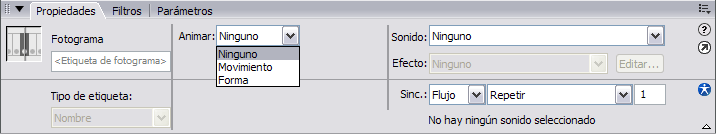 Propiedades Filtros Parámetros
Fotograma
<Etiqueta de fotograma>
Tipo de etiqueta:
Nombre
Animar: Ninguno
Ninguno
Movimiento
Forma
Sonido: Ninguno
Efecto: Ninguno Editar...
Sinc.: Flujo Repetir 1
No hay ningún sonido seleccionado